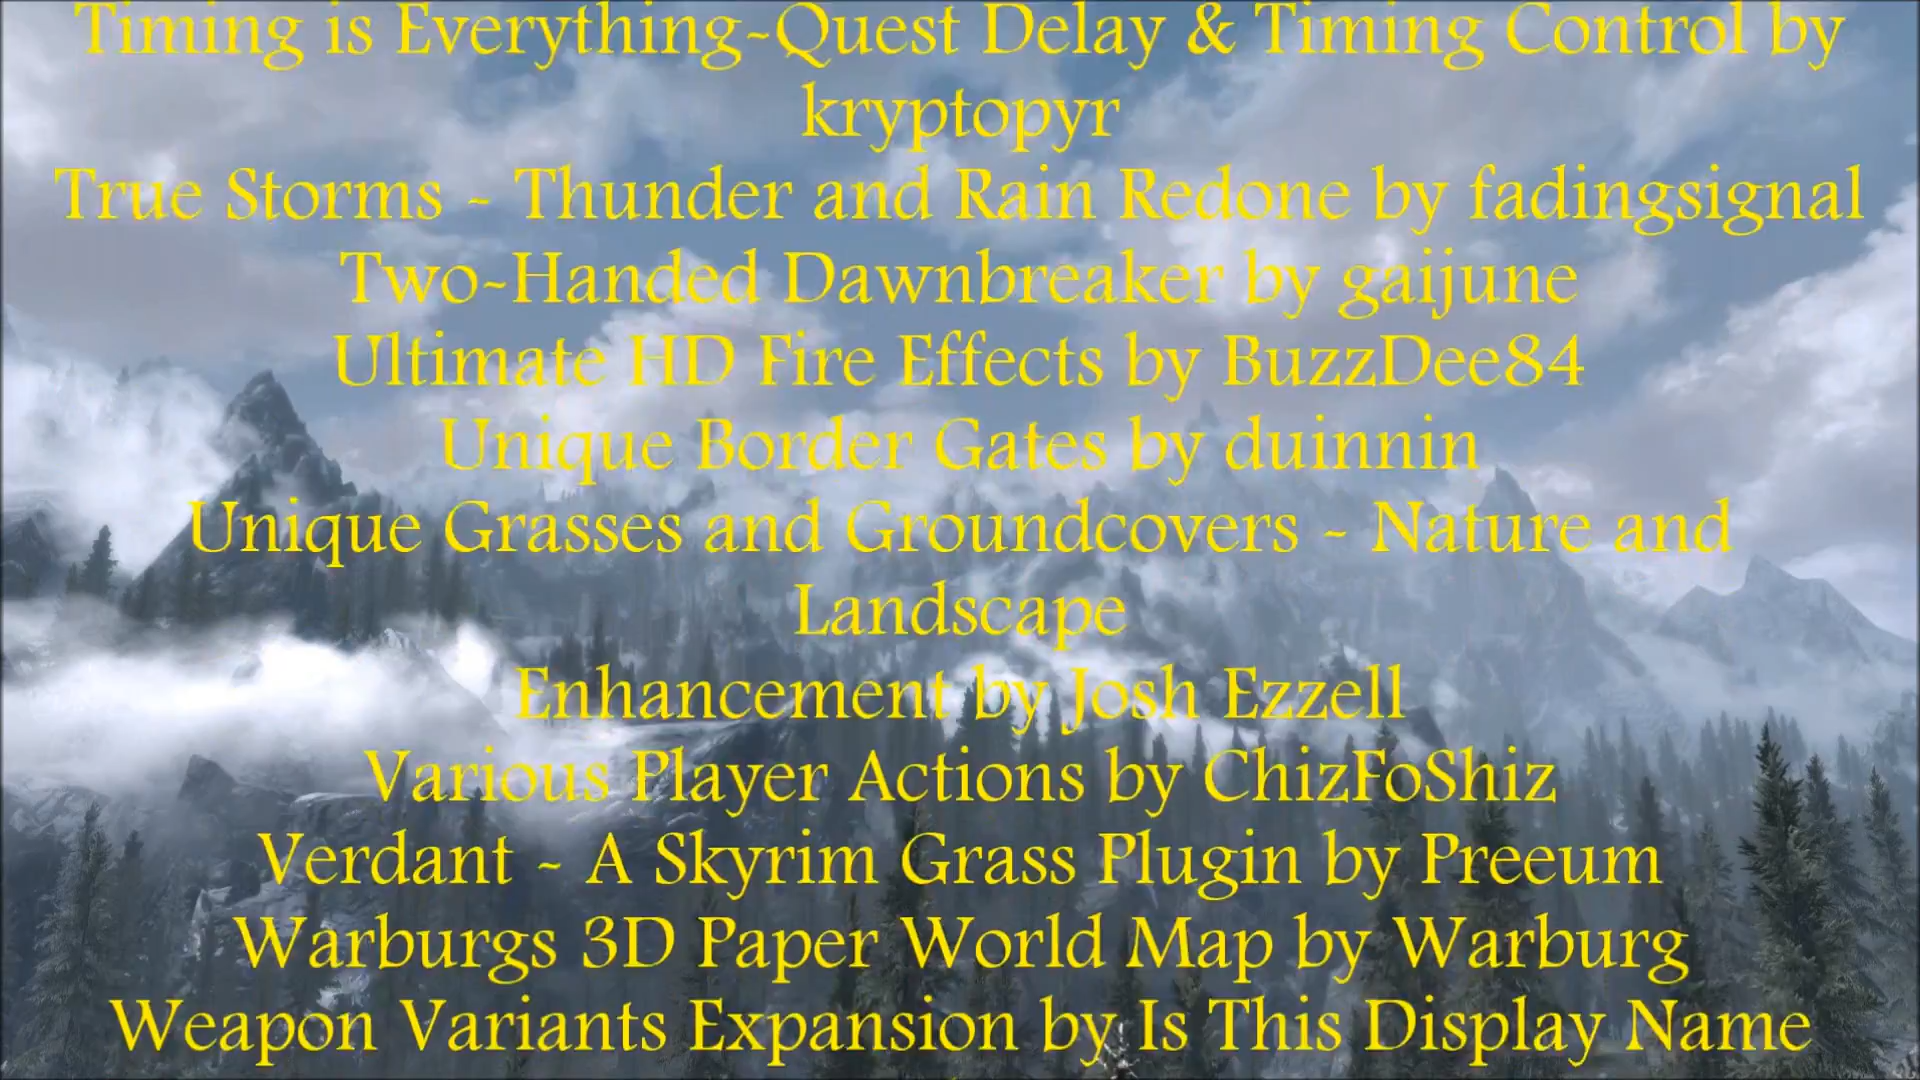 Timing is Everything-Quest Delay & Timing Control by
kryptopyr
True Storms - Thunder and Rain Redone by fadingsignal
Two-Handed Dawnbreaker by gaijune
Ultimate HD Fire Effects by BuzzDee84
Unique Border Gates by duinnin
Unique Grasses and Groundcovers - Nature and
Landscape
Enhancement by Josh Ezzell
Various Player Actions by ChizFoShiz
Verdant - A Skyrim Grass Plugin by Preeum
Warburgs 3D Paper World Map by Warburg
Weapon Variants Expansion by Is This Display Name